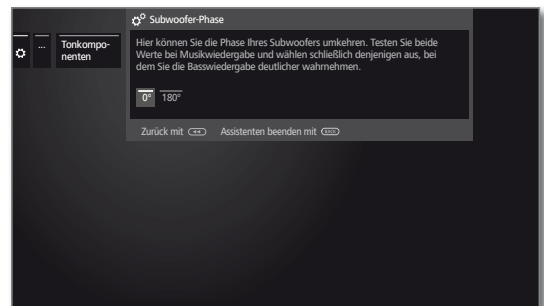 Subwoofer-Phase
...
Tonkompo-
nenten
Hier können Sie die Phase Ihres Subwoofers umkehren. Testen Sie beide
Werte bei Musikwiedergabe und wählen schließlich denjenigen aus, bei
dem Sie die Basswiedergabe deutlicher wahrnehmen.
0° 180°
Zurück mit Assistenten beenden mit BACK